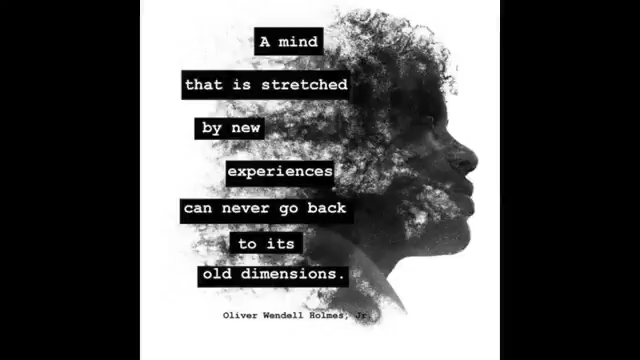 A mind
that is stretched
by new
experiences
can never go back
to its
old dimensions.
Oliver Wendell Holmes, Jr.